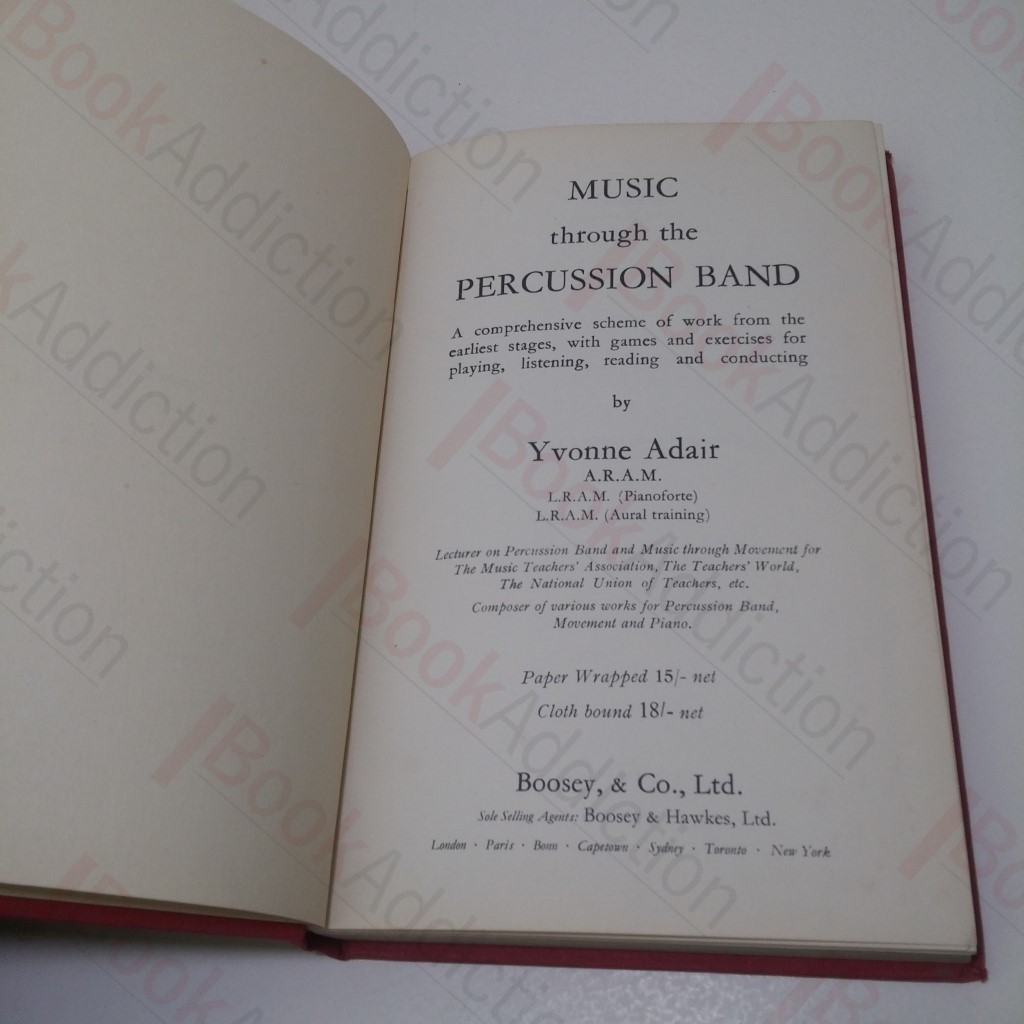 MUSIC
through the
PERCUSSION BAND
A comprehensive scheme of work from the
earliest stages, with games and exercises for
playing, listening, reading and conducting
by
Yvonne Adair
A.R.A.M.
L.R.A.M. (Pianoforte)
L.R.A.M. (Aural training)
Lecturer on Percussion Band and Music through Movement for
The Music Teachers' Association, The Teachers' World,
The National Union of Teachers, etc.
Composer of various works for Percussion Band,
Movement and Piano.
Paper Wrapped 15/- net
Cloth bound 18/- net
Boosey, & Co., Ltd.
Sole Selling Agents: Boosey & Hawkes, Ltd.
London · Paris · Bonn · Capetown · Sydney · Toronto · New York
BookAddiction